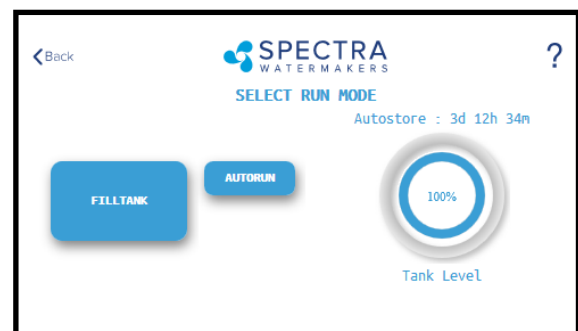 Back
SPECTRA
WATERMAKERS
?
SELECT RUN MODE
Autostore : 3d 12h 34m
FILLTANK
AUTORUN
100%
Tank Level